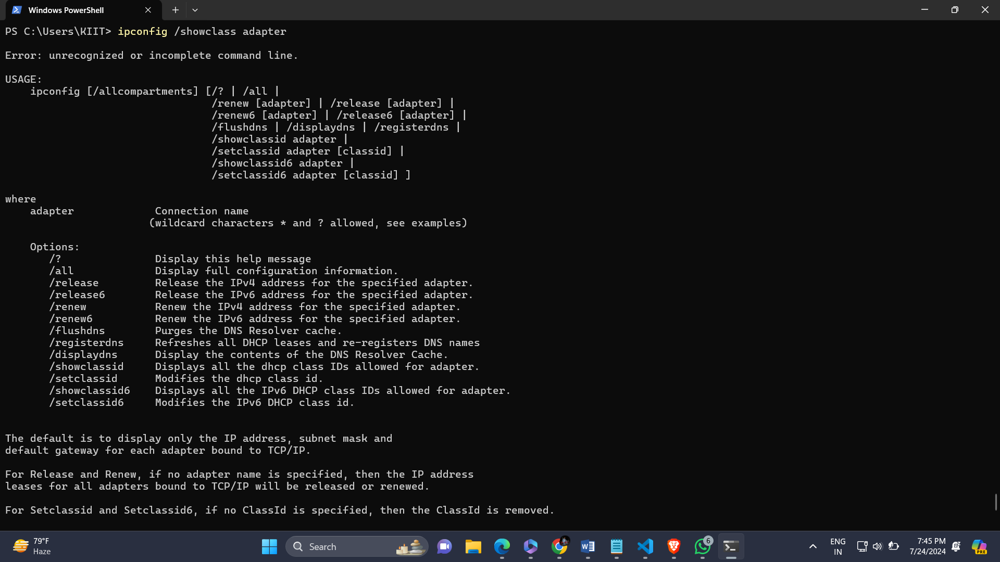 Windows PowerShell
PS C:\Users\KIIT> ipconfig /showclass adapter
Error: unrecognized or incomplete command line.
USAGE:
    ipconfig [/allcompartments] [/? | /all |
                                 /renew [adapter] | /release [adapter] |
                                 /renew6 [adapter] | /release6 [adapter] |
                                 /flushdns | /displaydns | /registerdns |
                                 /showclassid adapter |
                                 /setclassid adapter [classid] |
                                 /showclassid6 adapter |
                                 /setclassid6 adapter [classid] ]
where
    adapter             Connection name
                       (wildcard characters * and ? allowed, see examples)
    Options:
       /?               Display this help message
       /all             Display full configuration information.
       /release         Release the IPv4 address for the specified adapter.
       /release6        Release the IPv6 address for the specified adapter.
       /renew           Renew the IPv4 address for the specified adapter.
       /renew6          Renew the IPv6 address for the specified adapter.
       /flushdns        Purges the DNS Resolver cache.
       /registerdns     Refreshes all DHCP leases and re-registers DNS names
       /displaydns      Display the contents of the DNS Resolver Cache.
       /showclassid     Displays all the dhcp class IDs allowed for adapter.
       /setclassid      Modifies the dhcp class id.
       /showclassid6    Displays all the IPv6 DHCP class IDs allowed for adapter.
       /setclassid6     Modifies the IPv6 DHCP class id.
The default is to display only the IP address, subnet mask and
default gateway for each adapter bound to TCP/IP.
For Release and Renew, if no adapter name is specified, then the IP address
leases for all adapters bound to TCP/IP will be released or renewed.
For Setclassid and Setclassid6, if no ClassId is specified, then the ClassId is removed.
79°F
Haze
Search
W
6
ENG
IN
7:45 PM
7/24/2024
PRE